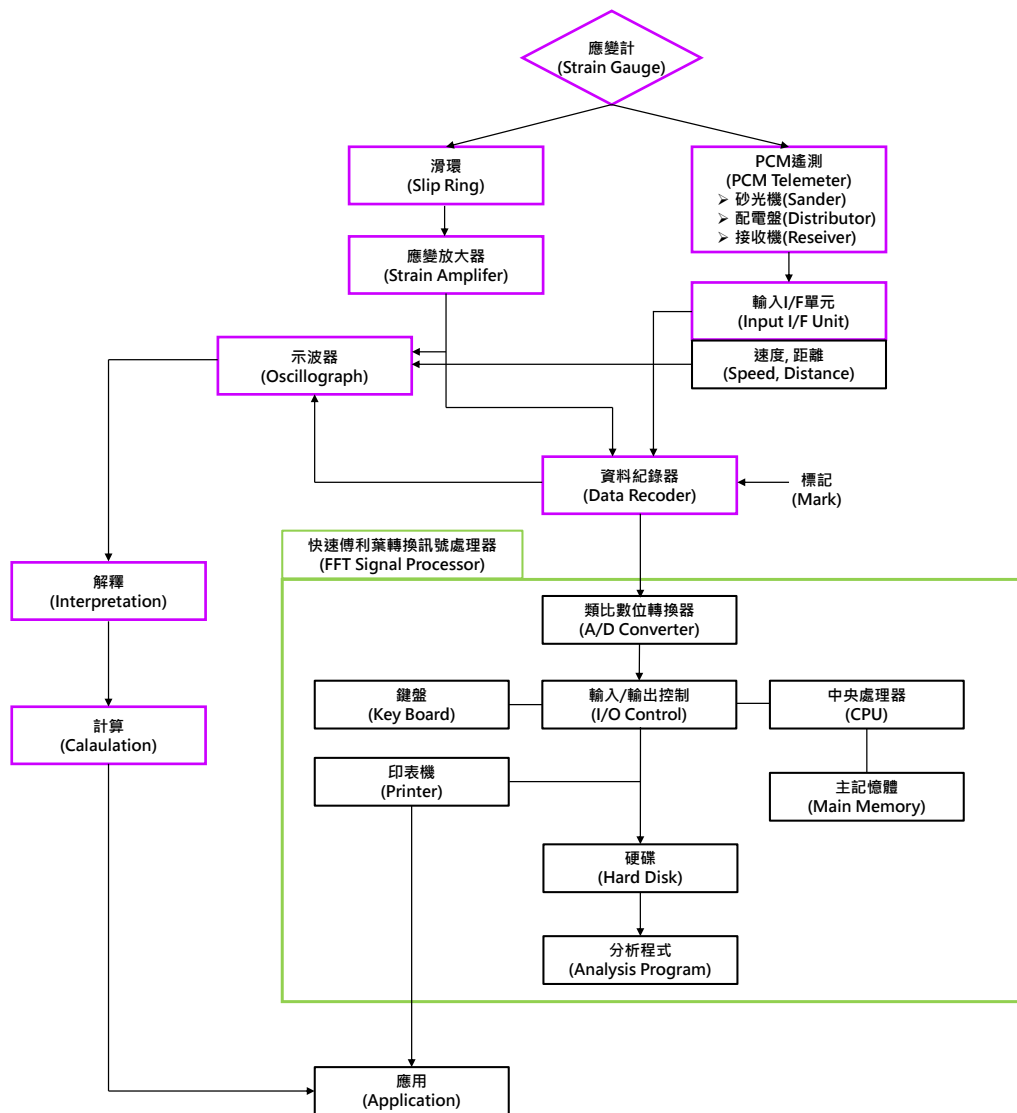 應變計
(Strain Gauge)
滑環
(Slip Ring)
PCM遙測
(PCM Telemeter)
➢ 砂光機(Sander)
➢ 配電盤(Distributor)
➢ 接收機(Reseiver)
應變放大器
(Strain Amplifer)
輸入I/F單元
(Input I/F Unit)
示波器
(Oscillograph)
速度, 距離
(Speed, Distance)
資料紀錄器
(Data Recoder)
標記
(Mark)
快速傅利葉轉換訊號處理器
(FFT Signal Processor)
解釋
(Interpretation)
類比數位轉換器
(A/D Converter)
鍵盤
(Key Board)
輸入/輸出控制
(I/O Control)
中央處理器
(CPU)
計算
(Calaulation)
印表機
(Printer)
主記憶體
(Main Memory)
硬碟
(Hard Disk)
分析程式
(Analysis Program)
應用
(Application)